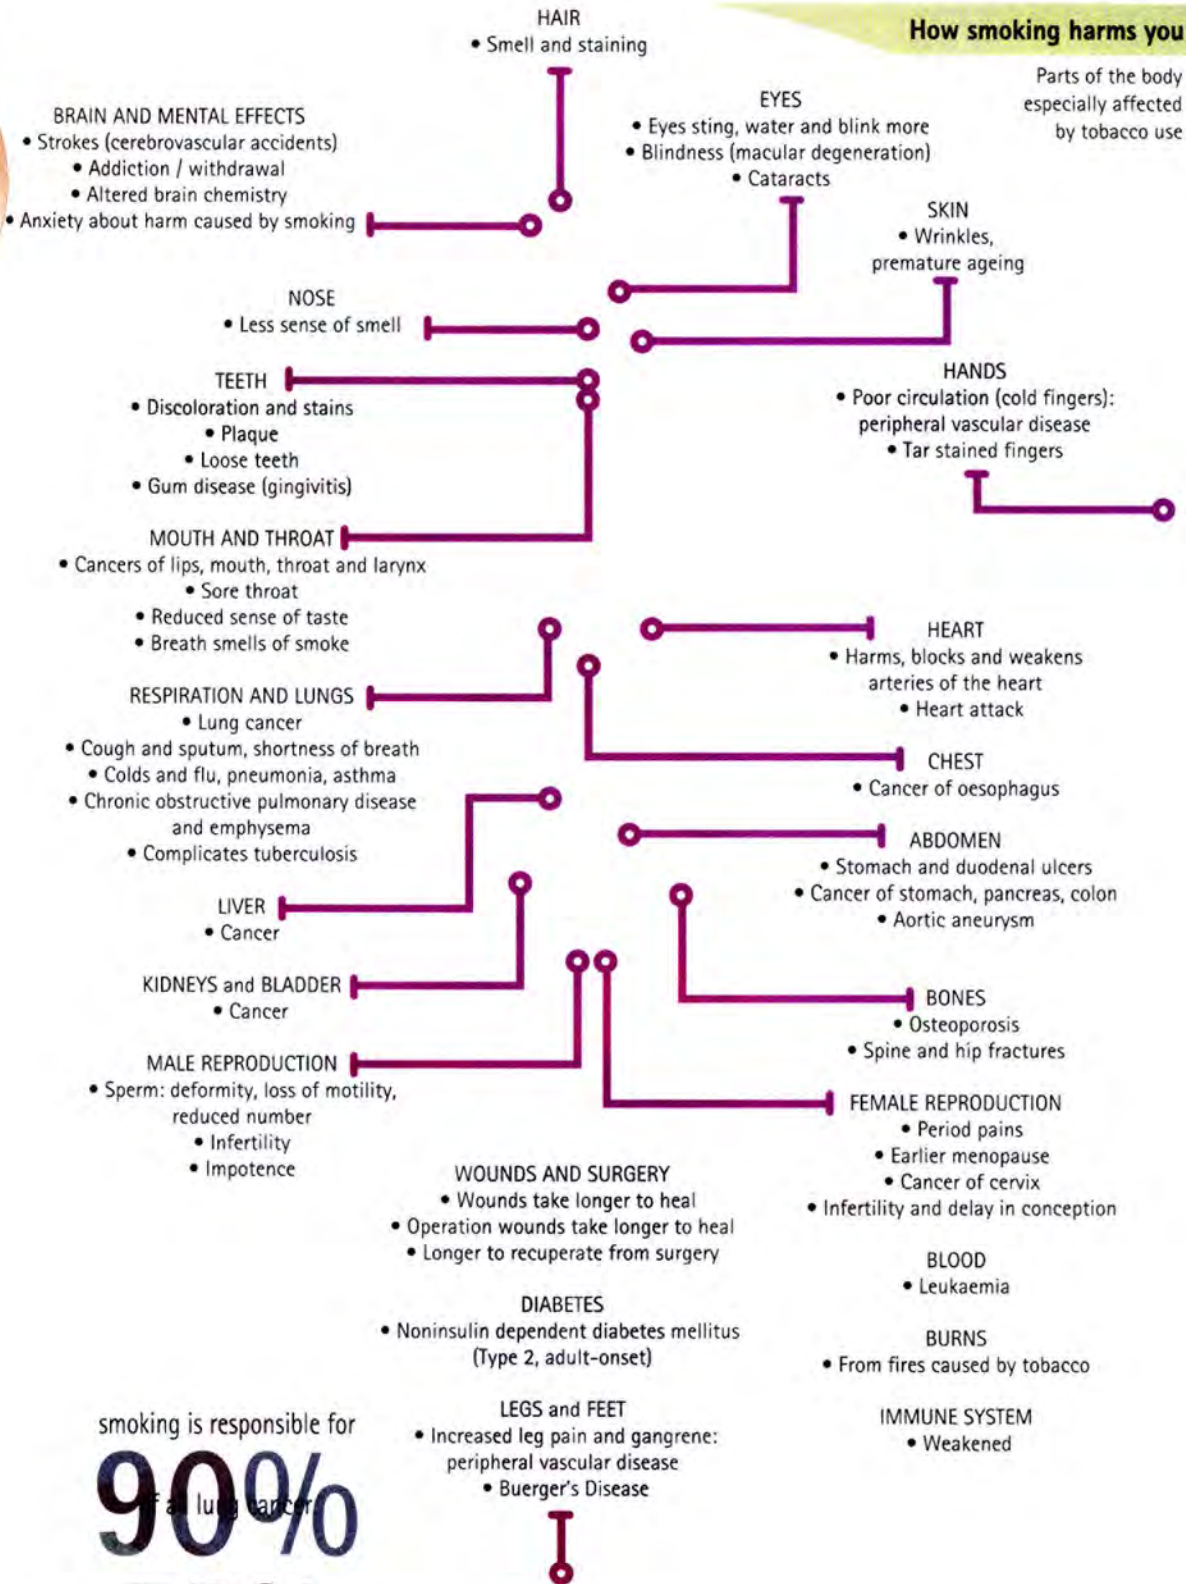 How smoking harms you
Parts of the body
especially affected
by tobacco use
HAIR
• Smell and staining
BRAIN AND MENTAL EFFECTS
• Strokes (cerebrovascular accidents)
• Addiction / withdrawal
• Altered brain chemistry
• Anxiety about harm caused by smoking
EYES
• Eyes sting, water and blink more
• Blindness (macular degeneration)
• Cataracts
SKIN
• Wrinkles,
premature ageing
NOSE
• Less sense of smell
TEETH
• Discoloration and stains
• Plaque
• Loose teeth
• Gum disease (gingivitis)
HANDS
• Poor circulation (cold fingers):
peripheral vascular disease
• Tar stained fingers
MOUTH AND THROAT
• Cancers of lips, mouth, throat and larynx
• Sore throat
• Reduced sense of taste
• Breath smells of smoke
HEART
• Harms, blocks and weakens
arteries of the heart
• Heart attack
RESPIRATION AND LUNGS
• Lung cancer
• Cough and sputum, shortness of breath
• Colds and flu, pneumonia, asthma
• Chronic obstructive pulmonary disease
and emphysema
• Complicates tuberculosis
CHEST
• Cancer of oesophagus
ABDOMEN
• Stomach and duodenal ulcers
• Cancer of stomach, pancreas, colon
• Aortic aneurysm
LIVER
• Cancer
KIDNEYS and BLADDER
• Cancer
BONES
• Osteoporosis
• Spine and hip fractures
MALE REPRODUCTION
• Sperm: deformity, loss of motility,
reduced number
• Infertility
• Impotence
FEMALE REPRODUCTION
• Period pains
• Earlier menopause
• Cancer of cervix
• Infertility and delay in conception
WOUNDS AND SURGERY
• Wounds take longer to heal
• Operation wounds take longer to heal
• Longer to recuperate from surgery
BLOOD
• Leukaemia
DIABETES
• Noninsulin dependent diabetes mellitus
(Type 2, adult-onset)
BURNS
• From fires caused by tobacco
LEGS and FEET
• Increased leg pain and gangrene:
peripheral vascular disease
• Buerger's Disease
IMMUNE SYSTEM
• Weakened
smoking is responsible for
90%
of all lung cancer.